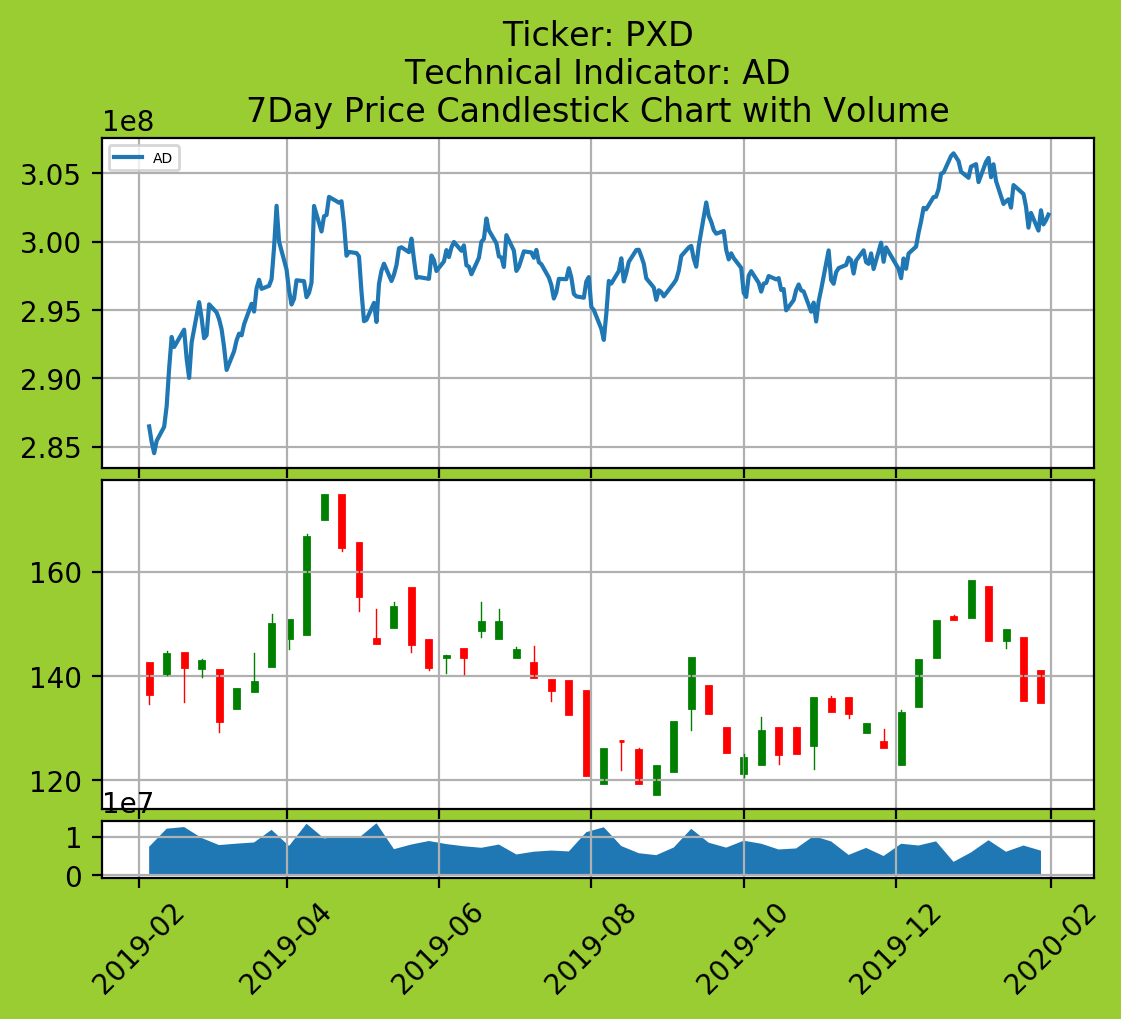 Ticker: PXD
Technical Indicator: AD
7Day Price Candlestick Chart with Volume
1e8
AD
3.05
3.00
2.95
2.90
2.85
160
140
120
1e7
1
0
2019-02
2019-04
2019-06
2019-08
2019-10
2019-12
2020-02